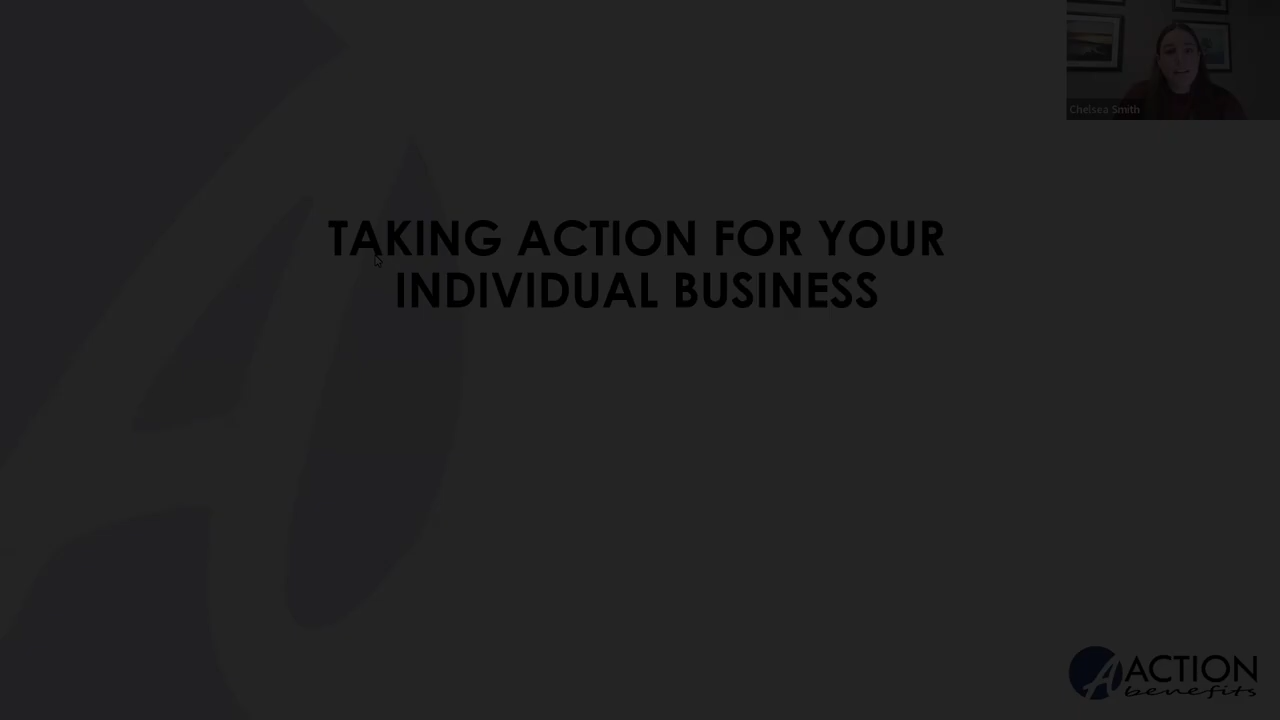 Chelsea Smith
TAKING ACTION FOR YOUR
INDIVIDUAL BUSINESS
ACTION
benefits